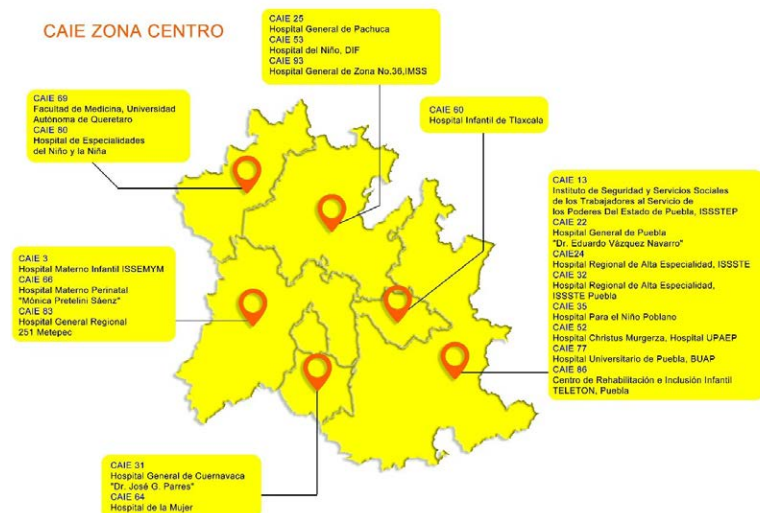 CAIE ZONA CENTRO
CAIE 25
Hospital General de Pachuca
CAIE 53
Hospital del Niño, DIF
CAIE 93
Hospital General de Zona No.36,IMSS
CAIE 69
Facultad de Medicina, Universidad
Autónoma de Queretaro
CAIE 80
Hospital de Especialidades
del Niño y la Niña
CAIE 60
Hospital Infantil de Tlaxcala
CAIE 13
Instituto de Seguridad y Servicios Sociales
de los Trabajadores al Servicio de
los Poderes Del Estado de Puebla, ISSSTEP
CAIE 22
Hospital General de Puebla
"Dr. Eduardo Vázquez Navarro"
CAIE24
Hospital Regional de Alta Especialidad, ISSSTE
CAIE 32
Hospital Regional de Alta Especialidad,
ISSSTE Puebla
CAIE 35
Hospital Para el Niño Poblano
CAIE 52
Hospital Christus Murgerza, Hospital UPAEP
CAIE 77
Hospital Universitario de Puebla, BUAP
CAIE 86
Centro de Rehabilitación e Inclusión Infantil
TELETON, Puebla
CAIE 3
Hospital Materno Infantil ISSEMYM
CAIE 66
Hospital Materno Perinatal
"Mónica Pretelini Sáenz"
CAIE 83
Hospital General Regional
251 Metepec
CAIE 31
Hospital General de Cuernavaca
"Dr. José G. Parres"
CAIE 64
Hospital de la Mujer